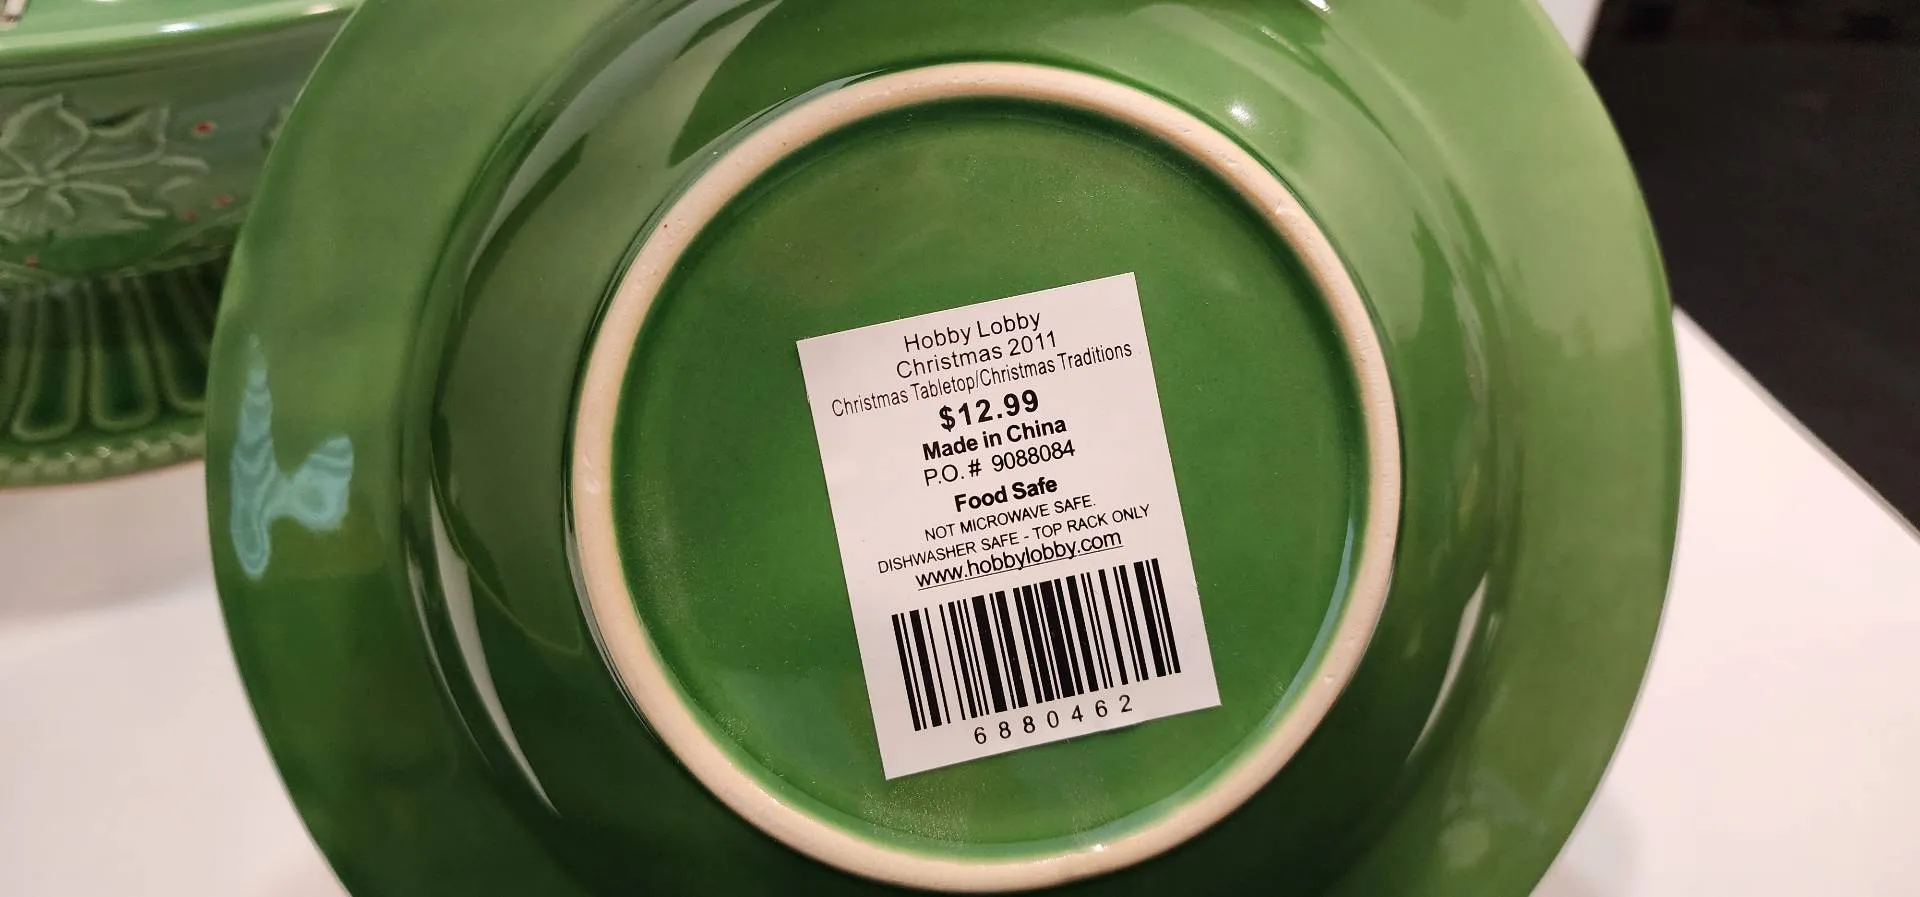 Hobby Lobby
Christmas 2011
Christmas Tabletop/Christmas Traditions
$12.99
Made in China
P.O. # 9088084
Food Safe
NOT MICROWAVE SAFE.
DISHWASHER SAFE - TOP RACK ONLY
www.hobbylobby.com
6880462